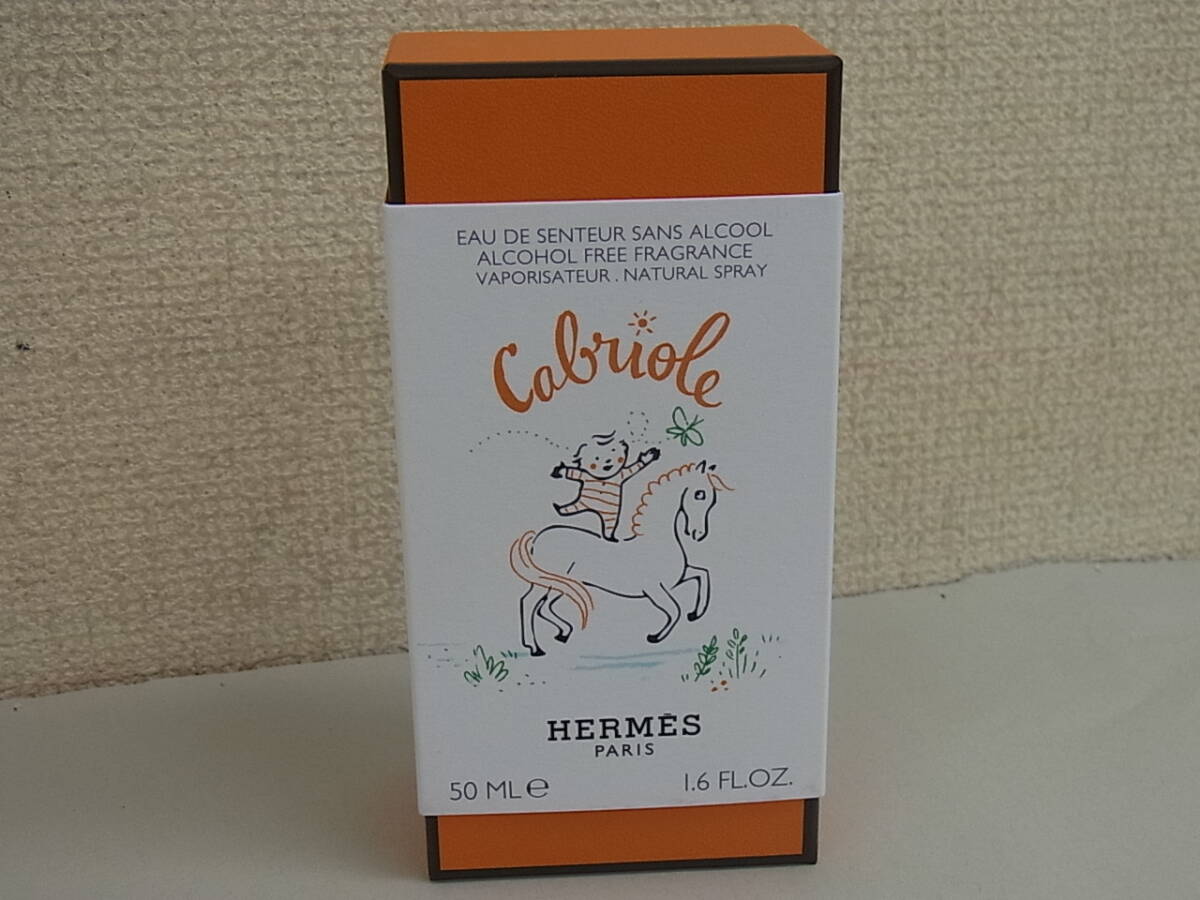 EAU DE SENTEUR SANS ALCOOL
ALCOHOL FREE FRAGRANCE
VAPORISATEUR . NATURAL SPRAY
Cabriole
HERMÈS
PARIS
50 ML ℮ 1.6 FL.OZ.